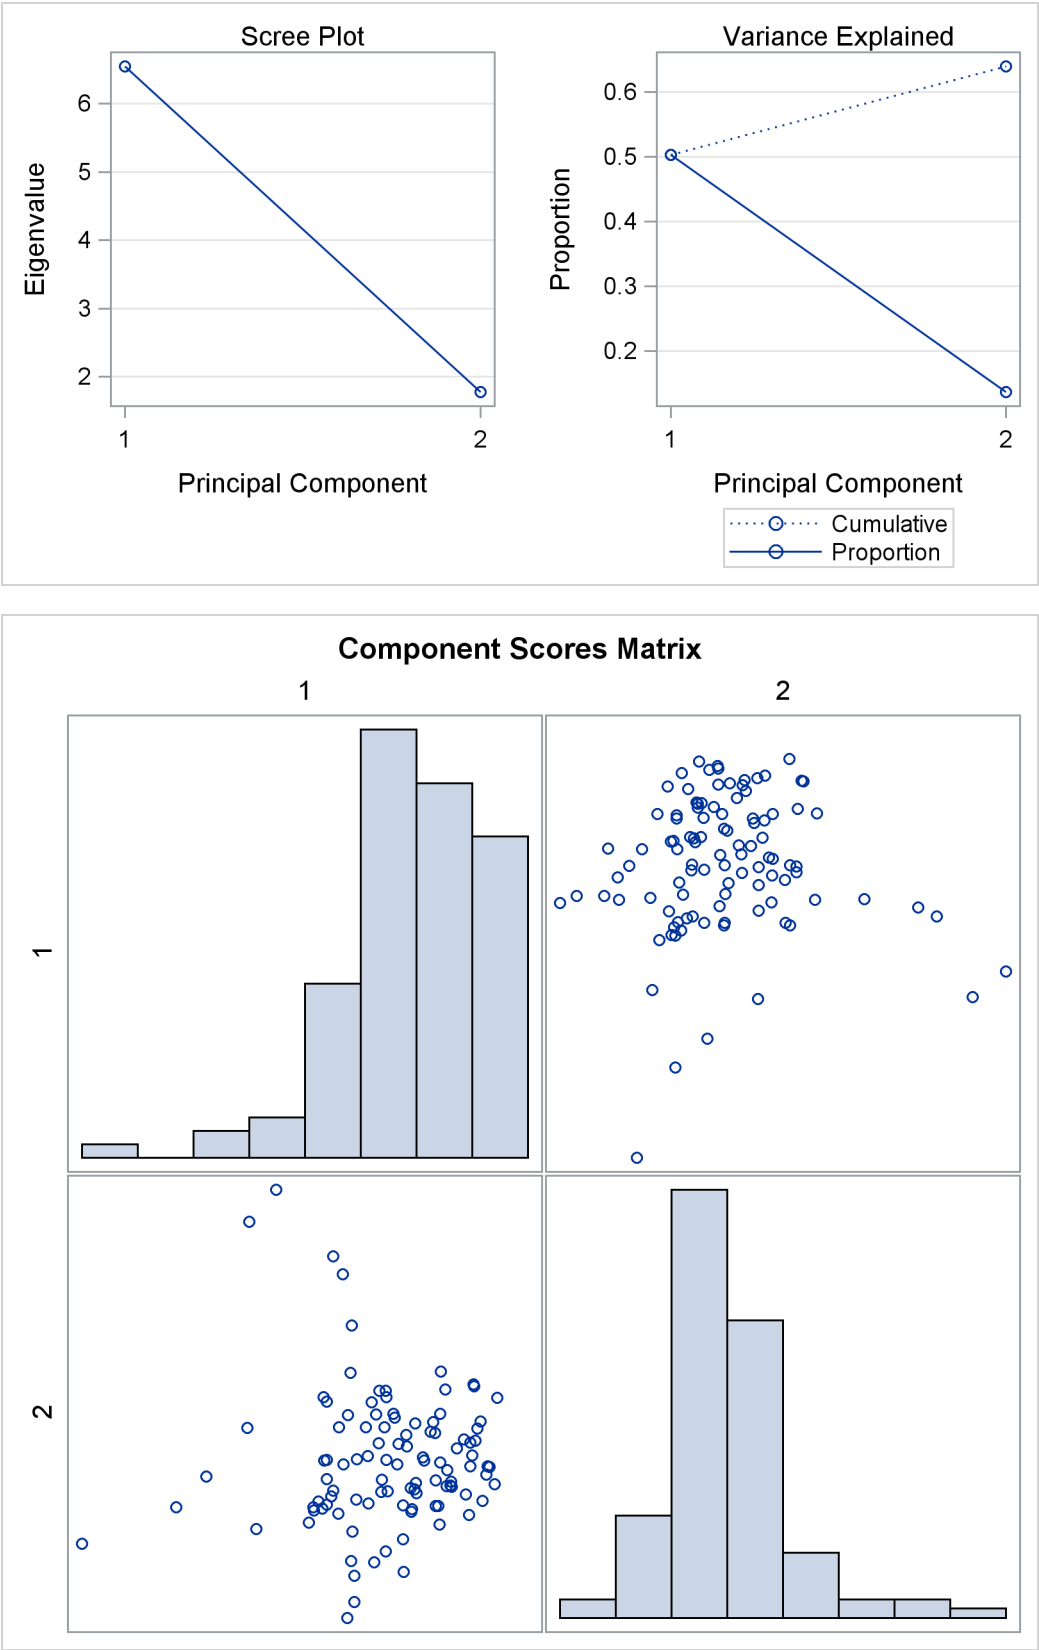 Scree Plot
Eigenvalue
6
5
4
3
2
1
2
Principal Component
Variance Explained
Proportion
0.6
0.5
0.4
0.3
0.2
1
2
Principal Component
Cumulative
Proportion
Component Scores Matrix
1
2
1
2